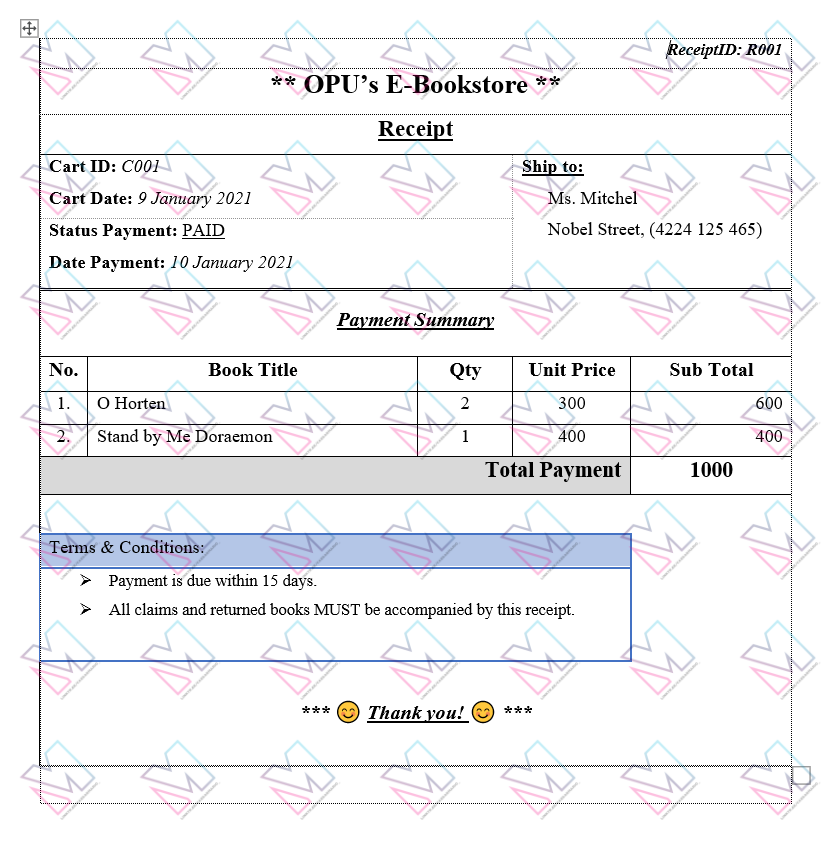 ReceiptID: R001
** OPU’s E-Bookstore **
Receipt
Cart ID: C001
Cart Date: 9 January 2021
Status Payment: PAID
Date Payment: 10 January 2021
Ship to:
Ms. Mitchel
Nobel Street, (4224 125 465)
Payment Summary
No. Book Title Qty Unit Price Sub Total
1. O Horten 2 300 600
2. Stand by Me Doraemon 1 400 400
Total Payment 1000
Terms & Conditions:
➢ Payment is due within 15 days.
➢ All claims and returned books MUST be accompanied by this receipt.
*** 😊 Thank you! 😊 ***